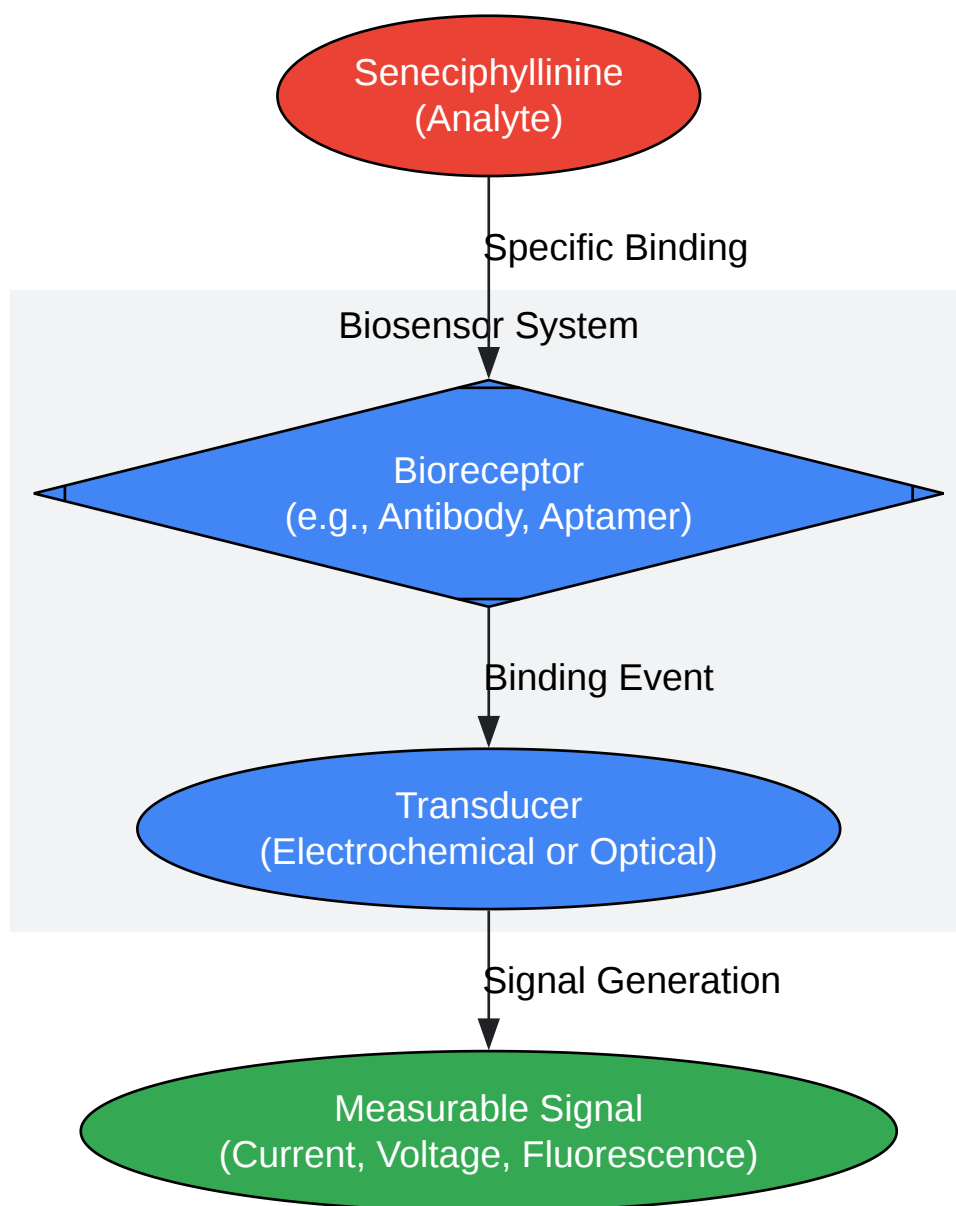 Seneciphyllinine
(Analyte)
Specific Binding
Biosensor System
Bioreceptor
(e.g., Antibody, Aptamer)
Binding Event
Transducer
(Electrochemical or Optical)
Signal Generation
Measurable Signal
(Current, Voltage, Fluorescence)